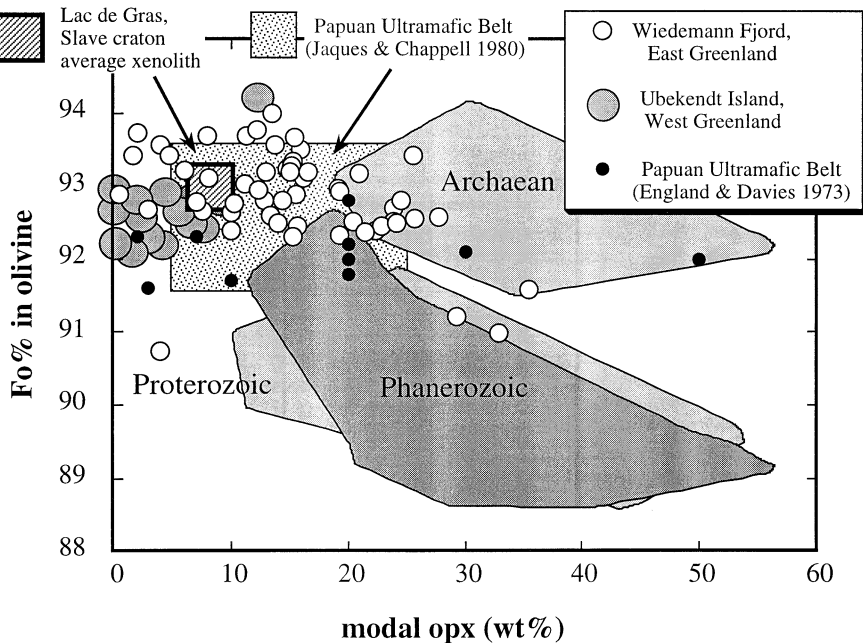 Lac de Gras,
Slave craton
average xenolith
Papuan Ultramafic Belt
(Jaques & Chappell 1980)
Wiedemann Fjord,
East Greenland
Ubekendt Island,
West Greenland
Papuan Ultramafic Belt
(England & Davies 1973)
94
93
92
91
90
89
88
Fo% in olivine
Archaean
Proterozoic
Phanerozoic
0 10 20 30 40 50 60
modal opx (wt%)